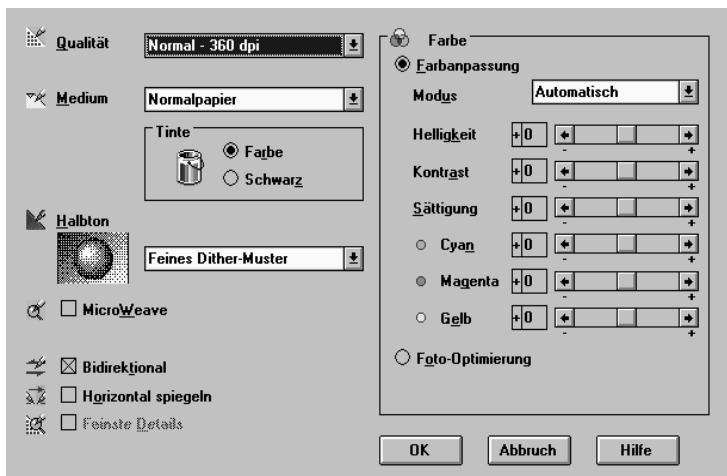 Qualität
Normal - 360 dpi
Medium
Normalpapier
Tinte
Farbe
Schwarz
Halbton
Feines Dither-Muster
MicroWeave
Bidirektional
Horizontal spiegeln
Feinste Details
Farbe
Farbanpassung
Modus
Automatisch
Helligkeit
+ 0
- +
Kontrast
+ 0
- +
Sättigung
+ 0
- +
Cyan
+ 0
- +
Magenta
+ 0
- +
Gelb
+ 0
- +
Foto-Optimierung
OK
Abbruch
Hilfe